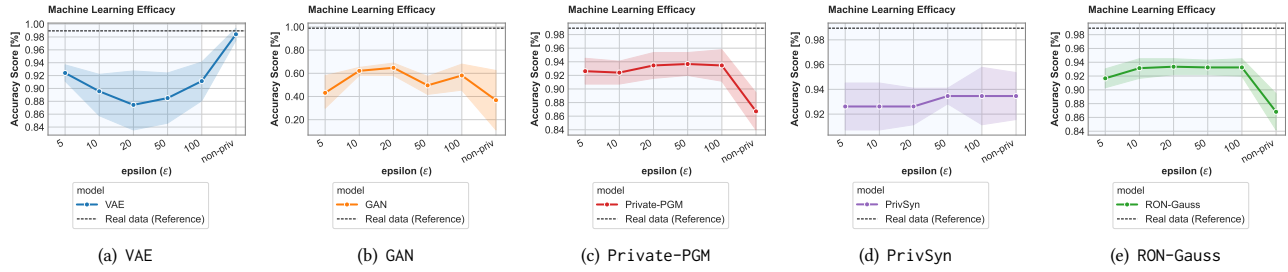 Machine Learning Efficacy
Accuracy Score [%]
1.00
0.98
0.96
0.94
0.92
0.90
0.88
0.86
0.84
5
10
20
50
100
non-priv
epsilon (ε)
model
VAE
Real data (Reference)
(a) VAE
Machine Learning Efficacy
Accuracy Score [%]
1.00
0.80
0.60
0.40
0.20
5
10
20
50
100
non-priv
epsilon (ε)
model
GAN
Real data (Reference)
(b) GAN
Machine Learning Efficacy
Accuracy Score [%]
0.98
0.96
0.94
0.92
0.90
0.88
0.86
0.84
5
10
20
50
100
non-priv
epsilon (ε)
model
Private-PGM
Real data (Reference)
(c) Private-PGM
Machine Learning Efficacy
Accuracy Score [%]
0.98
0.96
0.94
0.92
5
10
20
50
100
non-priv
epsilon (ε)
model
PrivSyn
Real data (Reference)
(d) PrivSyn
Machine Learning Efficacy
Accuracy Score [%]
0.98
0.96
0.94
0.92
0.90
0.88
0.86
0.84
5
10
20
50
100
non-priv
epsilon (ε)
model
RON-Gauss
Real data (Reference)
(e) RON-Gauss